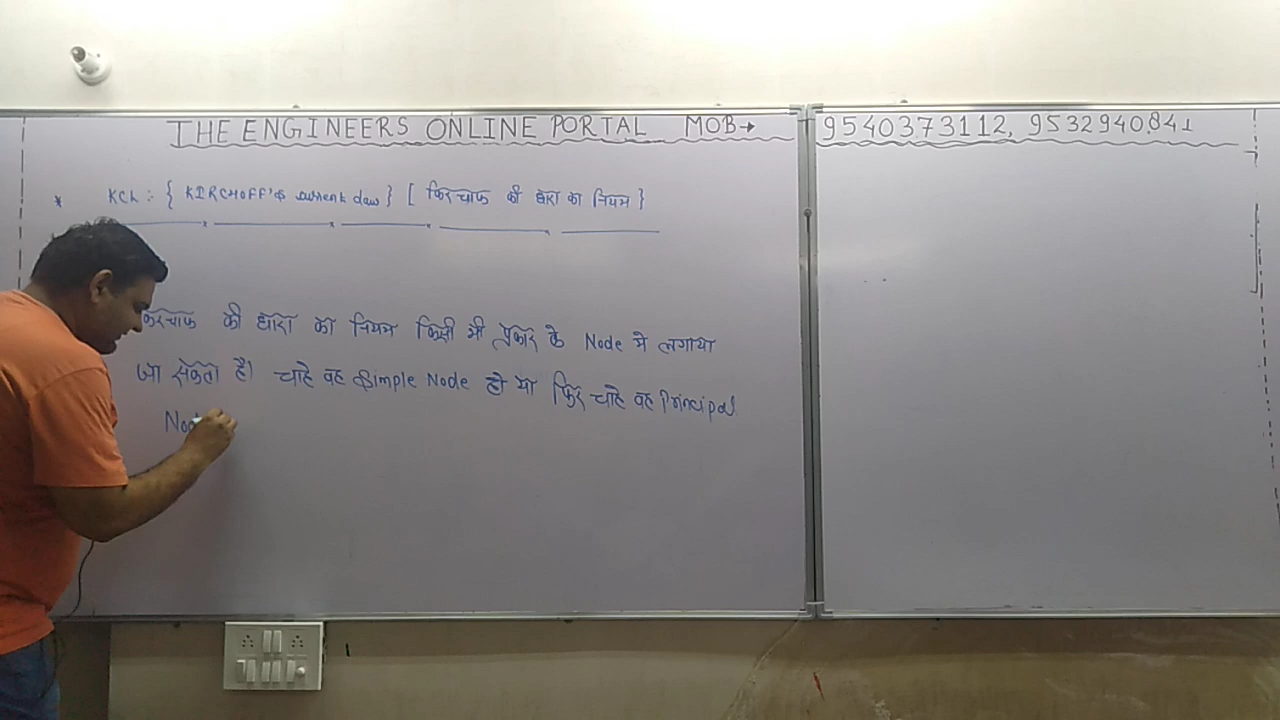 THE ENGINEERS ONLINE PORTAL MOB→ 9540373112, 9532940841
* KCL : { KIRCHOFF's current Law } [ किरचाफ की धारा का नियम }
किरचाफ की धारा का नियम किसी भी प्रकार के Node मे लगाया
जा सकता है। चाहे वह Simple Node हो या फिर चाहे वह Principal
Nod